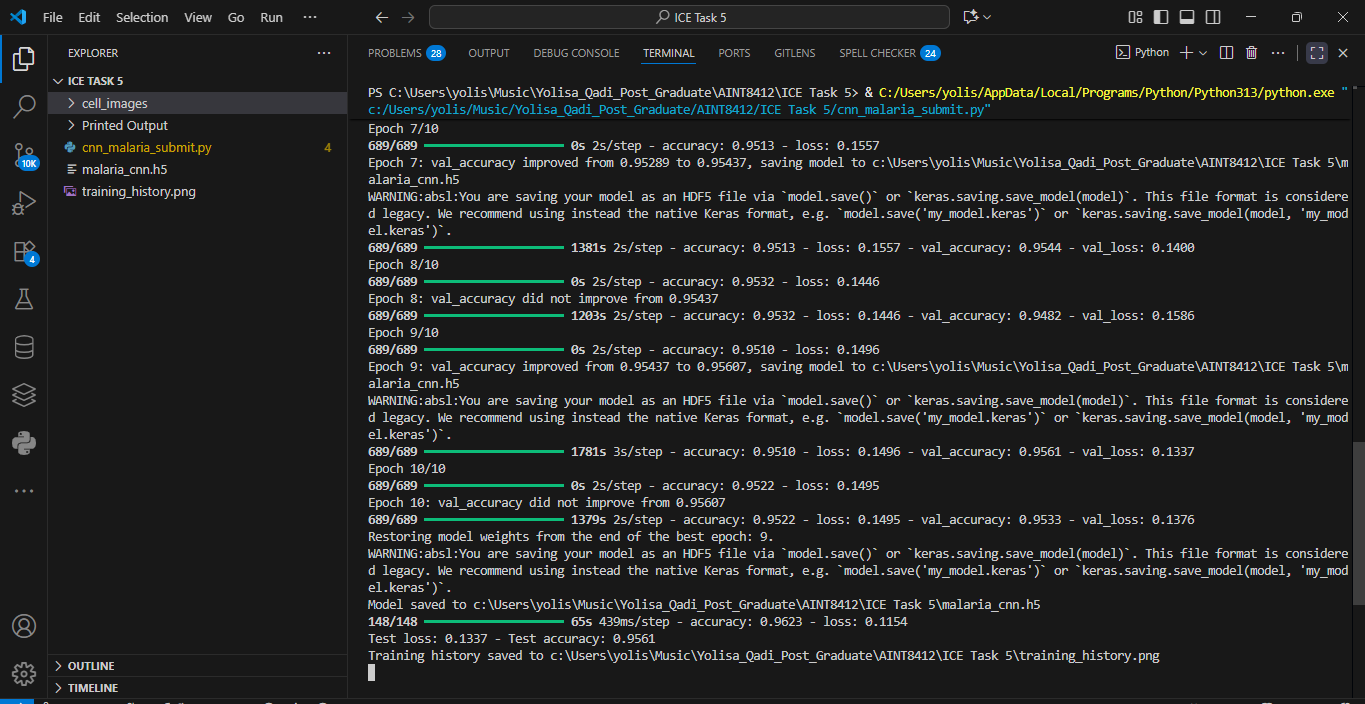 File Edit Selection View Go Run ··· ICE Task 5
EXPLORER ···
ICE TASK 5
cell_images
Printed Output
cnn_malaria_submit.py 4
malaria_cnn.h5
training_history.png
10K
4
OUTLINE
TIMELINE
PROBLEMS 28 OUTPUT DEBUG CONSOLE TERMINAL PORTS GITLENS SPELL CHECKER 24 Python ···
PS C:\Users\yolis\Music\Yolisa_Qadi_Post_Graduate\AINT8412\ICE Task 5> & C:/Users/yolis/AppData/Local/Programs/Python/Python313/python.exe "
c:/Users/yolis/Music/Yolisa_Qadi_Post_Graduate/AINT8412/ICE Task 5/cnn_malaria_submit.py"
Epoch 7/10
689/689 0s 2s/step - accuracy: 0.9513 - loss: 0.1557
Epoch 7: val_accuracy improved from 0.95289 to 0.95437, saving model to c:\Users\yolis\Music\Yolisa_Qadi_Post_Graduate\AINT8412\ICE Task 5\m
alaria_cnn.h5
WARNING:absl:You are saving your model as an HDF5 file via `model.save()` or `keras.saving.save_model(model)`. This file format is considere
d legacy. We recommend using instead the native Keras format, e.g. `model.save('my_model.keras')` or `keras.saving.save_model(model, 'my_mod
el.keras')`.
689/689 1381s 2s/step - accuracy: 0.9513 - loss: 0.1557 - val_accuracy: 0.9544 - val_loss: 0.1400
Epoch 8/10
689/689 0s 2s/step - accuracy: 0.9532 - loss: 0.1446
Epoch 8: val_accuracy did not improve from 0.95437
689/689 1203s 2s/step - accuracy: 0.9532 - loss: 0.1446 - val_accuracy: 0.9482 - val_loss: 0.1586
Epoch 9/10
689/689 0s 2s/step - accuracy: 0.9510 - loss: 0.1496
Epoch 9: val_accuracy improved from 0.95437 to 0.95607, saving model to c:\Users\yolis\Music\Yolisa_Qadi_Post_Graduate\AINT8412\ICE Task 5\m
alaria_cnn.h5
WARNING:absl:You are saving your model as an HDF5 file via `model.save()` or `keras.saving.save_model(model)`. This file format is considere
d legacy. We recommend using instead the native Keras format, e.g. `model.save('my_model.keras')` or `keras.saving.save_model(model, 'my_mod
el.keras')`.
689/689 1781s 3s/step - accuracy: 0.9510 - loss: 0.1496 - val_accuracy: 0.9561 - val_loss: 0.1337
Epoch 10/10
689/689 0s 2s/step - accuracy: 0.9522 - loss: 0.1495
Epoch 10: val_accuracy did not improve from 0.95607
689/689 1379s 2s/step - accuracy: 0.9522 - loss: 0.1495 - val_accuracy: 0.9533 - val_loss: 0.1376
Restoring model weights from the end of the best epoch: 9.
WARNING:absl:You are saving your model as an HDF5 file via `model.save()` or `keras.saving.save_model(model)`. This file format is considere
d legacy. We recommend using instead the native Keras format, e.g. `model.save('my_model.keras')` or `keras.saving.save_model(model, 'my_mod
el.keras')`.
Model saved to c:\Users\yolis\Music\Yolisa_Qadi_Post_Graduate\AINT8412\ICE Task 5\malaria_cnn.h5
148/148 65s 439ms/step - accuracy: 0.9623 - loss: 0.1154
Test loss: 0.1337 - Test accuracy: 0.9561
Training history saved to c:\Users\yolis\Music\Yolisa_Qadi_Post_Graduate\AINT8412\ICE Task 5\training_history.png